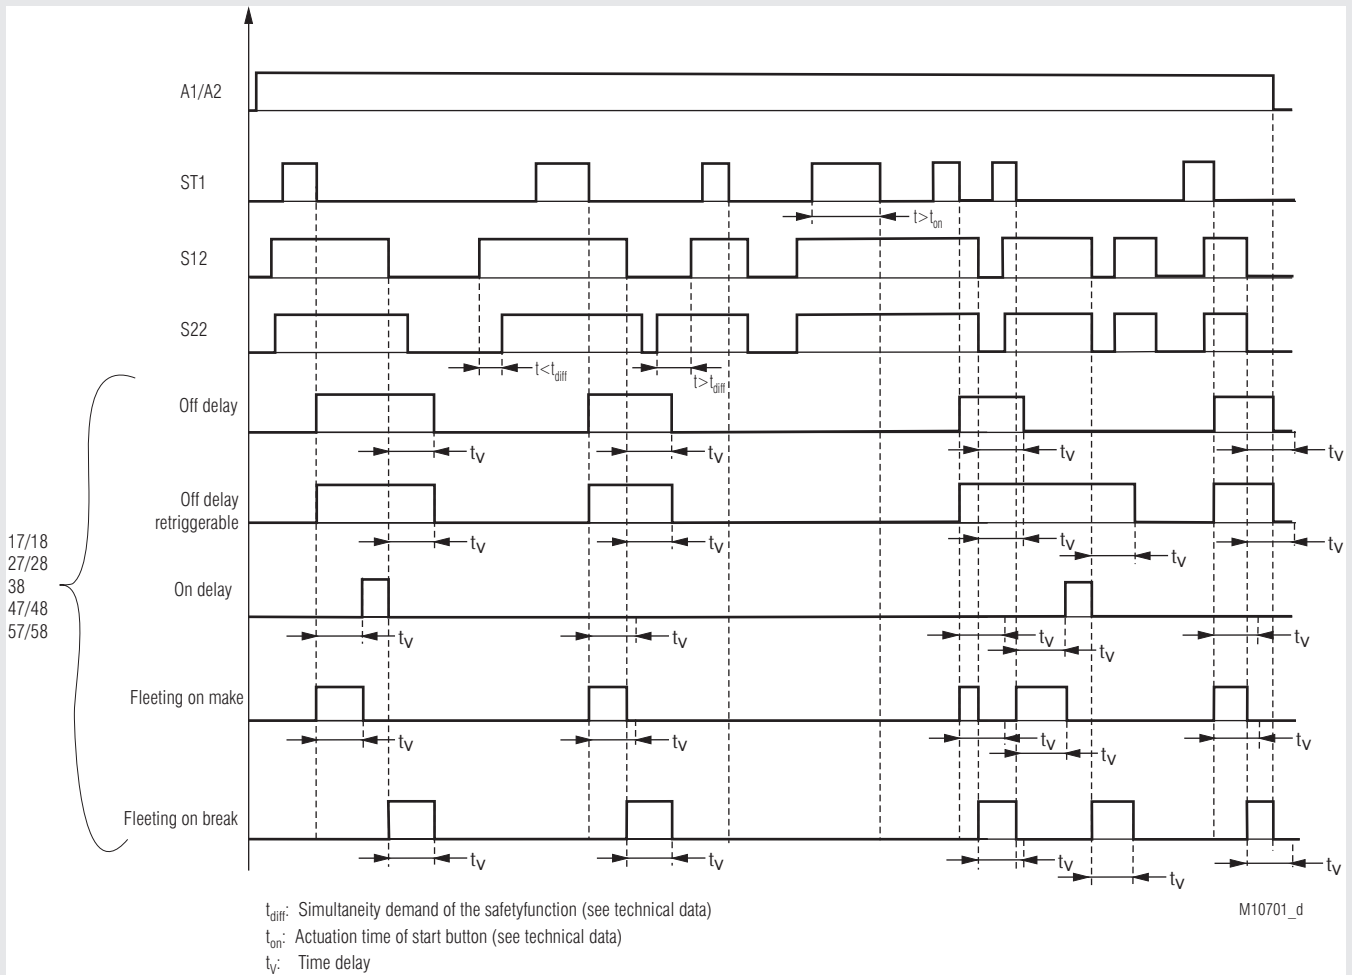 A1/A2
ST1
t>ton
S12
S22
t<tdiff
t>tdiff
Off delay
tv tv tv tv
Off delay
retriggerable
tv tv tv tv
tv
17/18
27/28
38
47/48
57/58
On delay
tv tv tv tv
tv
Fleeting on make
tv tv tv tv
tv
Fleeting on break
tv tv tv tv
tv
tdiff: Simultaneity demand of the safetyfunction (see technical data)
M10701_d
ton: Actuation time of start button (see technical data)
tv: Time delay